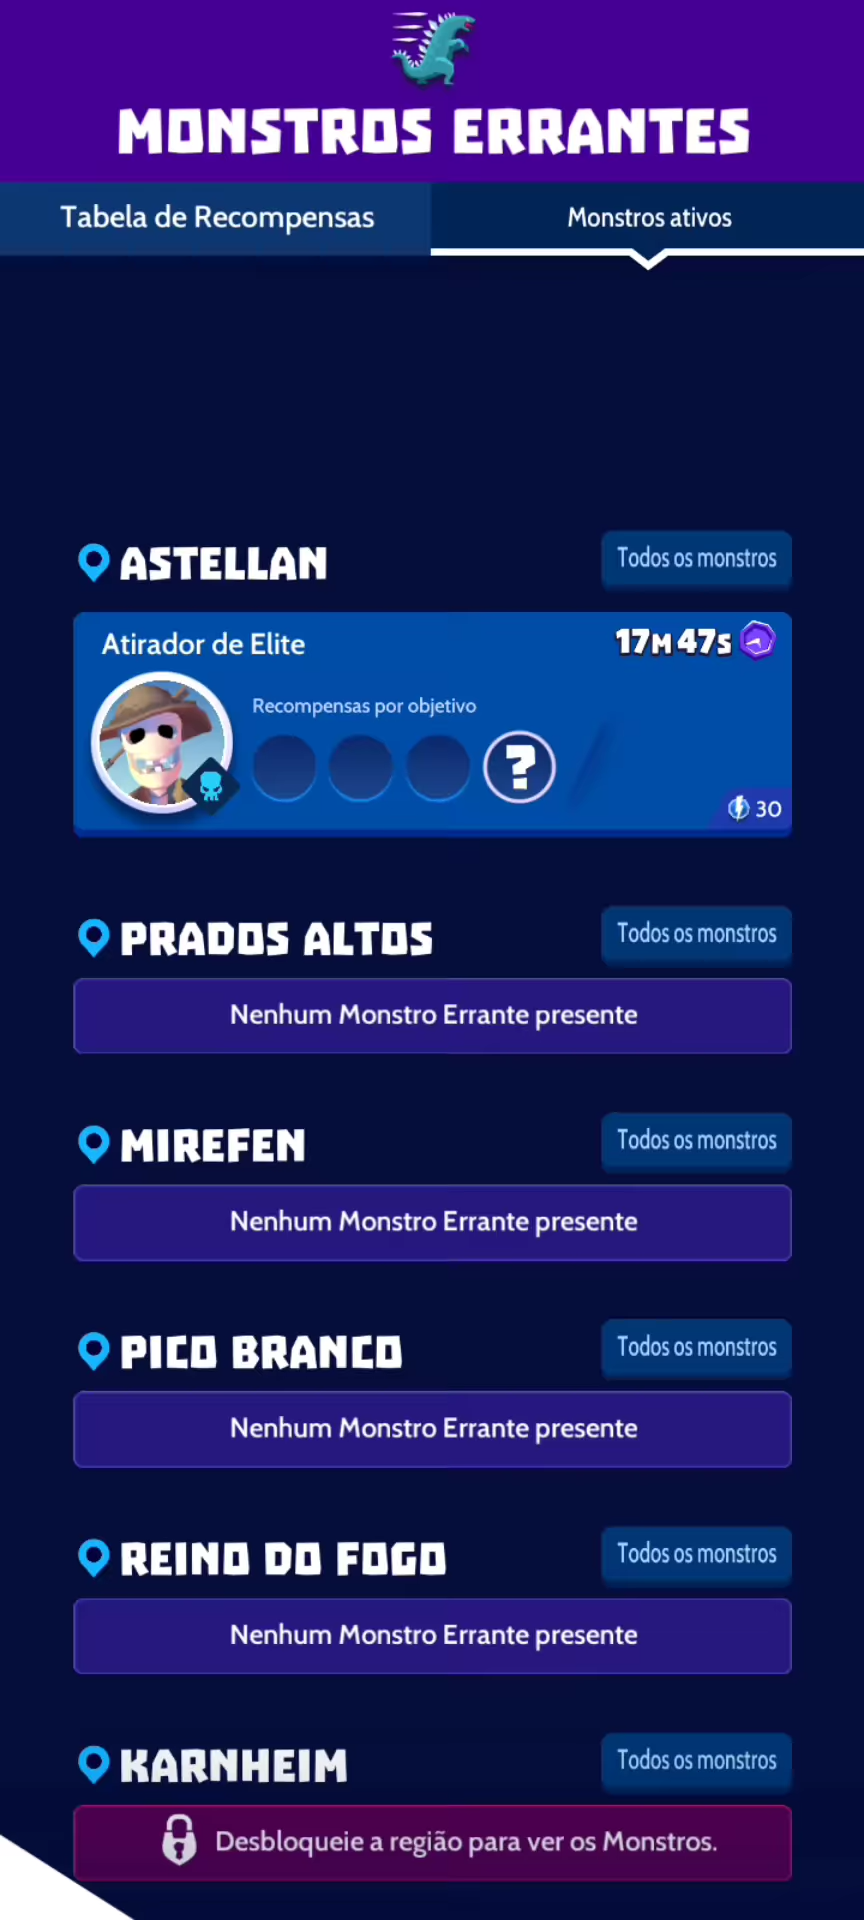 MONSTROS ERRANTES
Tabela de Recompensas
Monstros ativos
ASTELLAN
Todos os monstros
Atirador de Elite
17M 47S
Recompensas por objetivo
?
30
PRADOS ALTOS
Todos os monstros
Nenhum Monstro Errante presente
MIREFEN
Todos os monstros
Nenhum Monstro Errante presente
PICO BRANCO
Todos os monstros
Nenhum Monstro Errante presente
REINO DO FOGO
Todos os monstros
Nenhum Monstro Errante presente
KARNHEIM
Todos os monstros
Desbloqueie a região para ver os Monstros.